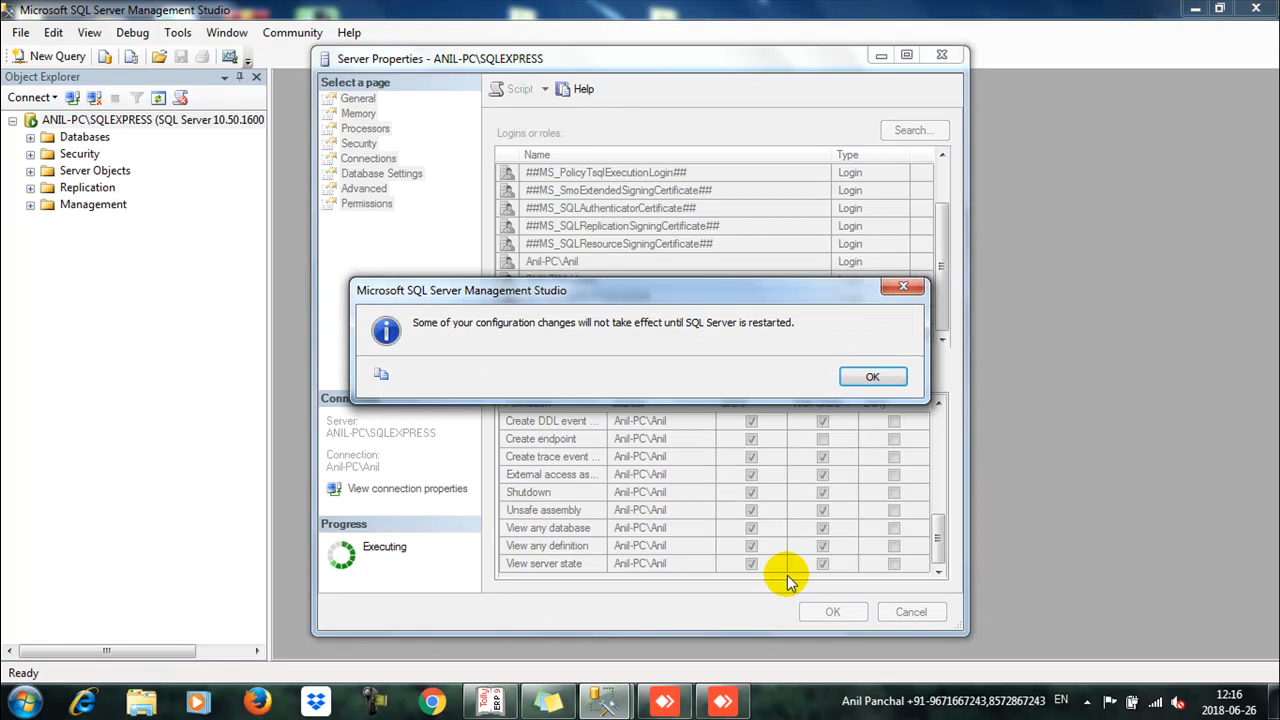 Microsoft SQL Server Management Studio
File Edit View Debug Tools Window Community Help
New Query
Object Explorer
Connect
ANIL-PC\SQLEXPRESS (SQL Server 10.50.1600
Databases
Security
Server Objects
Replication
Management
Server Properties - ANIL-PC\SQLEXPRESS
Select a page
General
Memory
Processors
Security
Connections
Database Settings
Advanced
Permissions
Script Help
Logins or roles:
Search...
Name Type
##MS_PolicyTsqlExecutionLogin## Login
##MS_SmoExtendedSigningCertificate## Login
##MS_SQLAuthenticatorCertificate## Login
##MS_SQLReplicationSigningCertificate## Login
##MS_SQLResourceSigningCertificate## Login
Anil-PC\Anil Login
Microsoft SQL Server Management Studio
Some of your configuration changes will not take effect until SQL Server is restarted.
OK
Server:
ANIL-PC\SQLEXPRESS
Connection:
Anil-PC\Anil
View connection properties
Progress
Executing
Create DDL event ... Anil-PC\Anil
Create endpoint Anil-PC\Anil
Create trace event ... Anil-PC\Anil
External access as... Anil-PC\Anil
Shutdown Anil-PC\Anil
Unsafe assembly Anil-PC\Anil
View any database Anil-PC\Anil
View any definition Anil-PC\Anil
View server state Anil-PC\Anil
OK Cancel
Ready
Anil Panchal +91-9671667243,8572867243 EN
12:16
2018-06-26